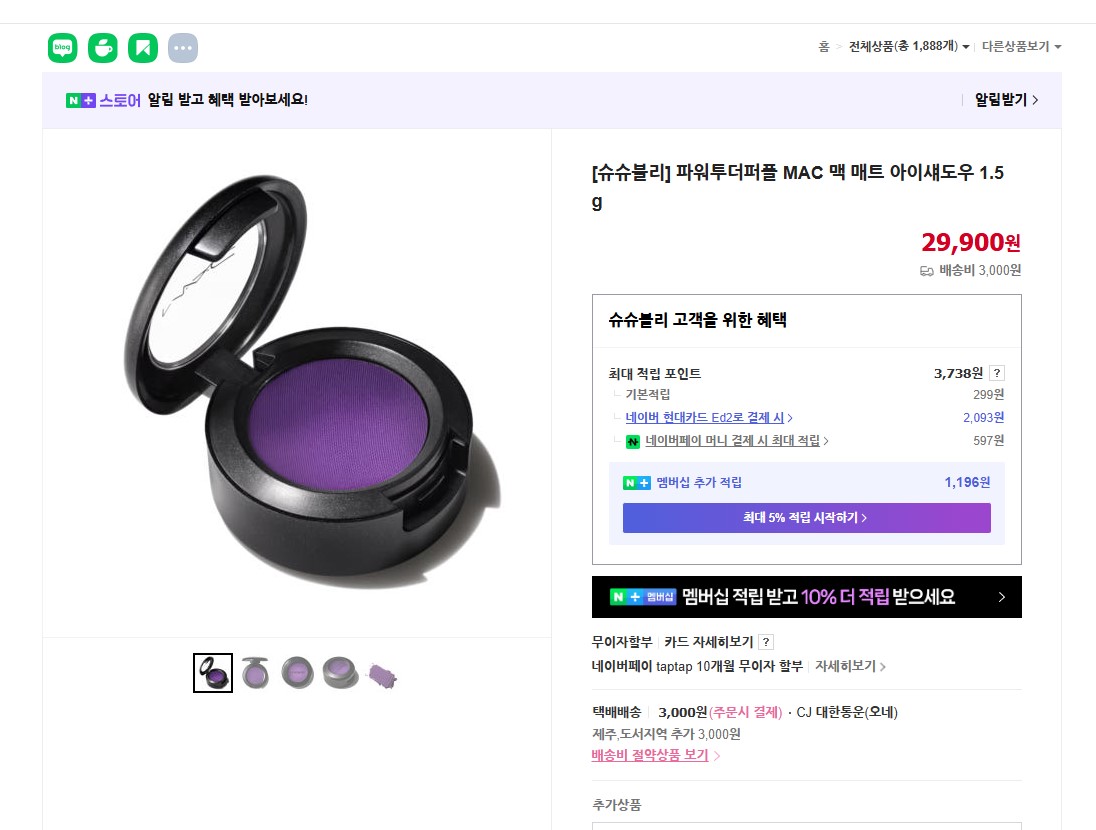 blog
홈 > 전체상품(총 1,888개) 다른상품보기
N+스토어 알림 받고 혜택 받아보세요! 알림받기 >
[슈슈블리] 파워투더퍼플 MAC 맥 매트 아이섀도우 1.5
g
29,900원
배송비 3,000원
슈슈블리 고객을 위한 혜택
최대 적립 포인트 3,738원 ?
기본적립 299원
네이버 현대카드 Ed2로 결제 시 > 2,093원
N 네이버페이 머니 결제 시 최대 적립 > 597원
N+ 멤버십 추가 적립 1,196원
최대 5% 적립 시작하기 >
N+ 멤버십 멤버십 적립 받고 10% 더 적립 받으세요 >
무이자할부 카드 자세히보기 ?
네이버페이 taptap 10개월 무이자 할부 자세히보기 >
택배배송 3,000원(주문시 결제) · CJ 대한통운(오네)
제주,도서지역 추가 3,000원
배송비 절약상품 보기 >
추가상품
MAC